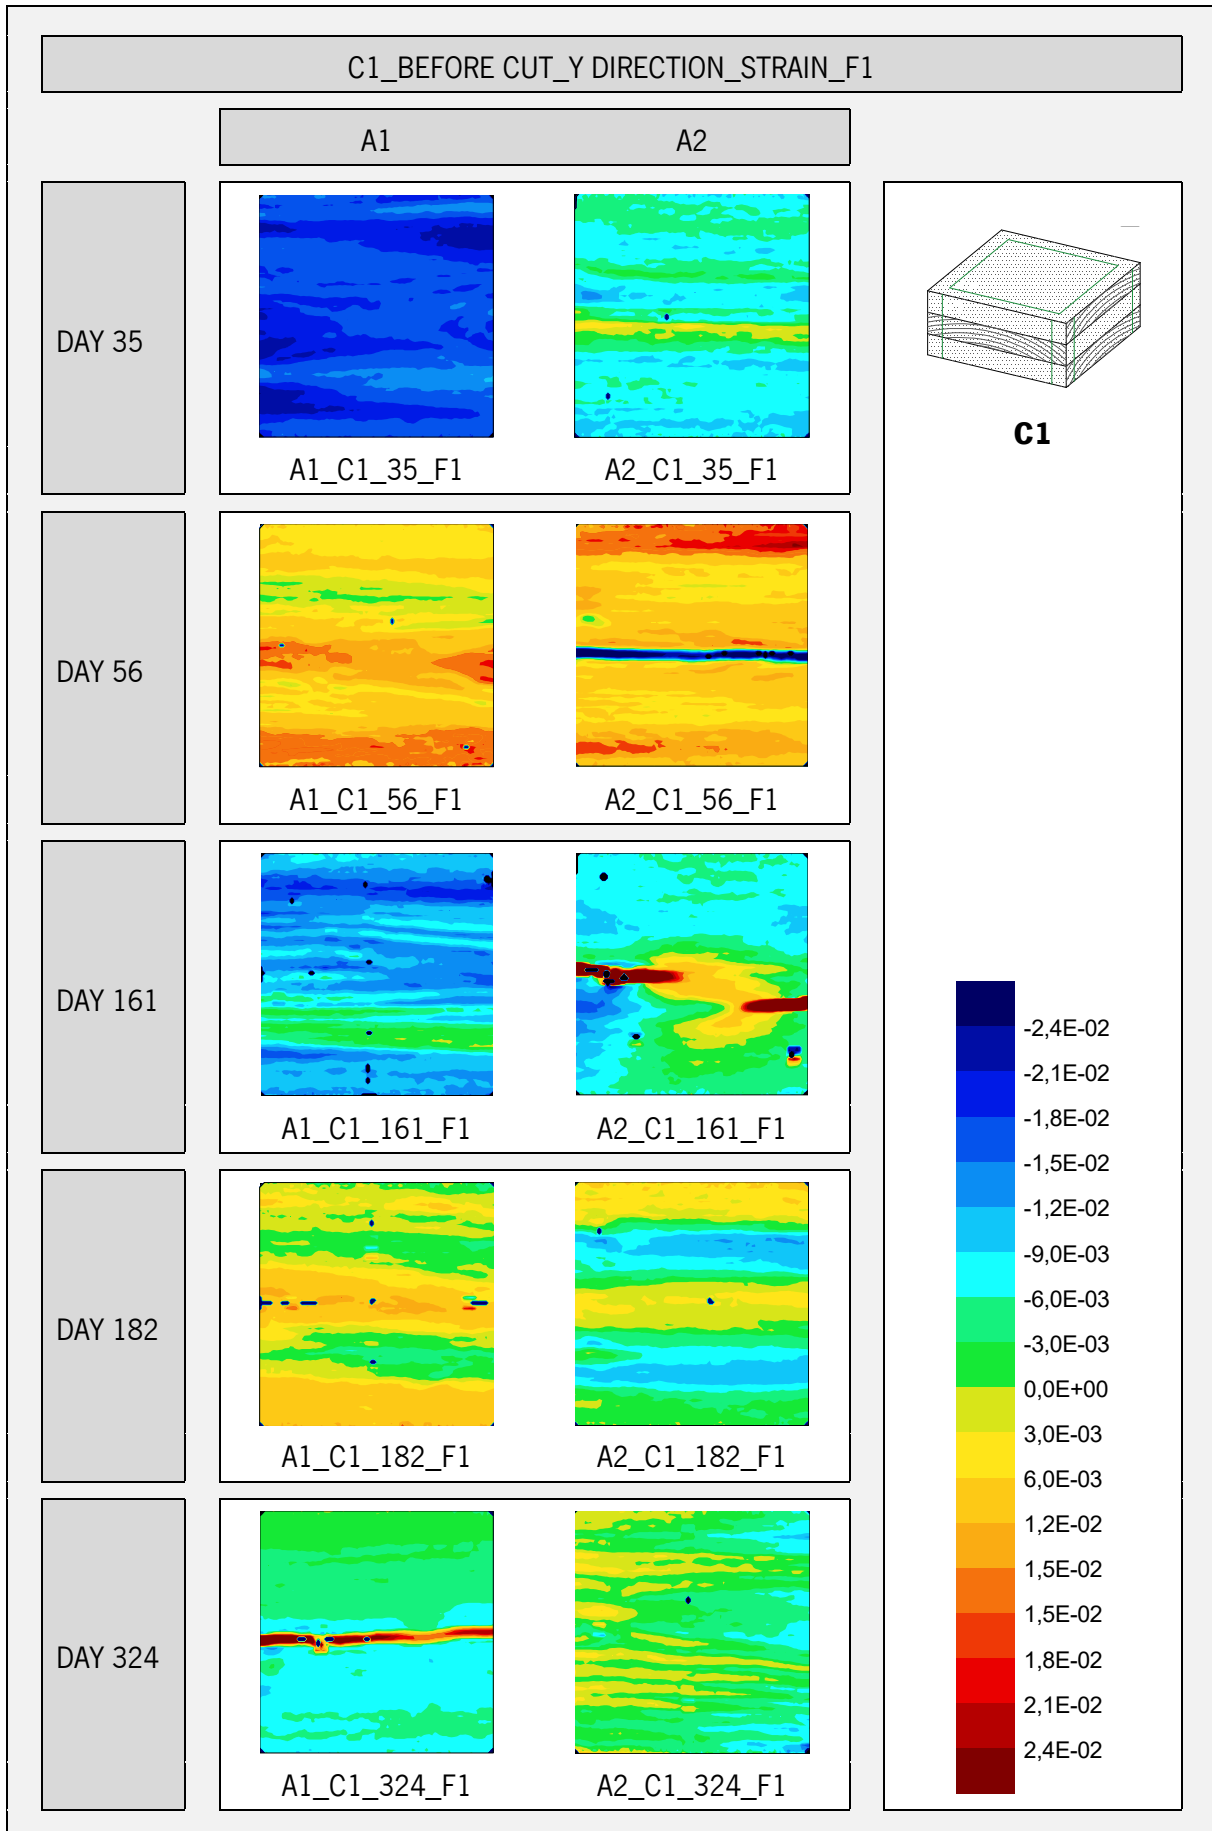 C1_BEFORE CUT_Y DIRECTION_STRAIN_F1
A1 A2
DAY 35
A1_C1_35_F1 A2_C1_35_F1
C1
DAY 56
A1_C1_56_F1 A2_C1_56_F1
DAY 161
A1_C1_161_F1 A2_C1_161_F1
DAY 182
A1_C1_182_F1 A2_C1_182_F1
DAY 324
A1_C1_324_F1 A2_C1_324_F1
-2,4E-02
-2,1E-02
-1,8E-02
-1,5E-02
-1,2E-02
-9,0E-03
-6,0E-03
-3,0E-03
0,0E+00
3,0E-03
6,0E-03
1,2E-02
1,5E-02
1,5E-02
1,8E-02
2,1E-02
2,4E-02